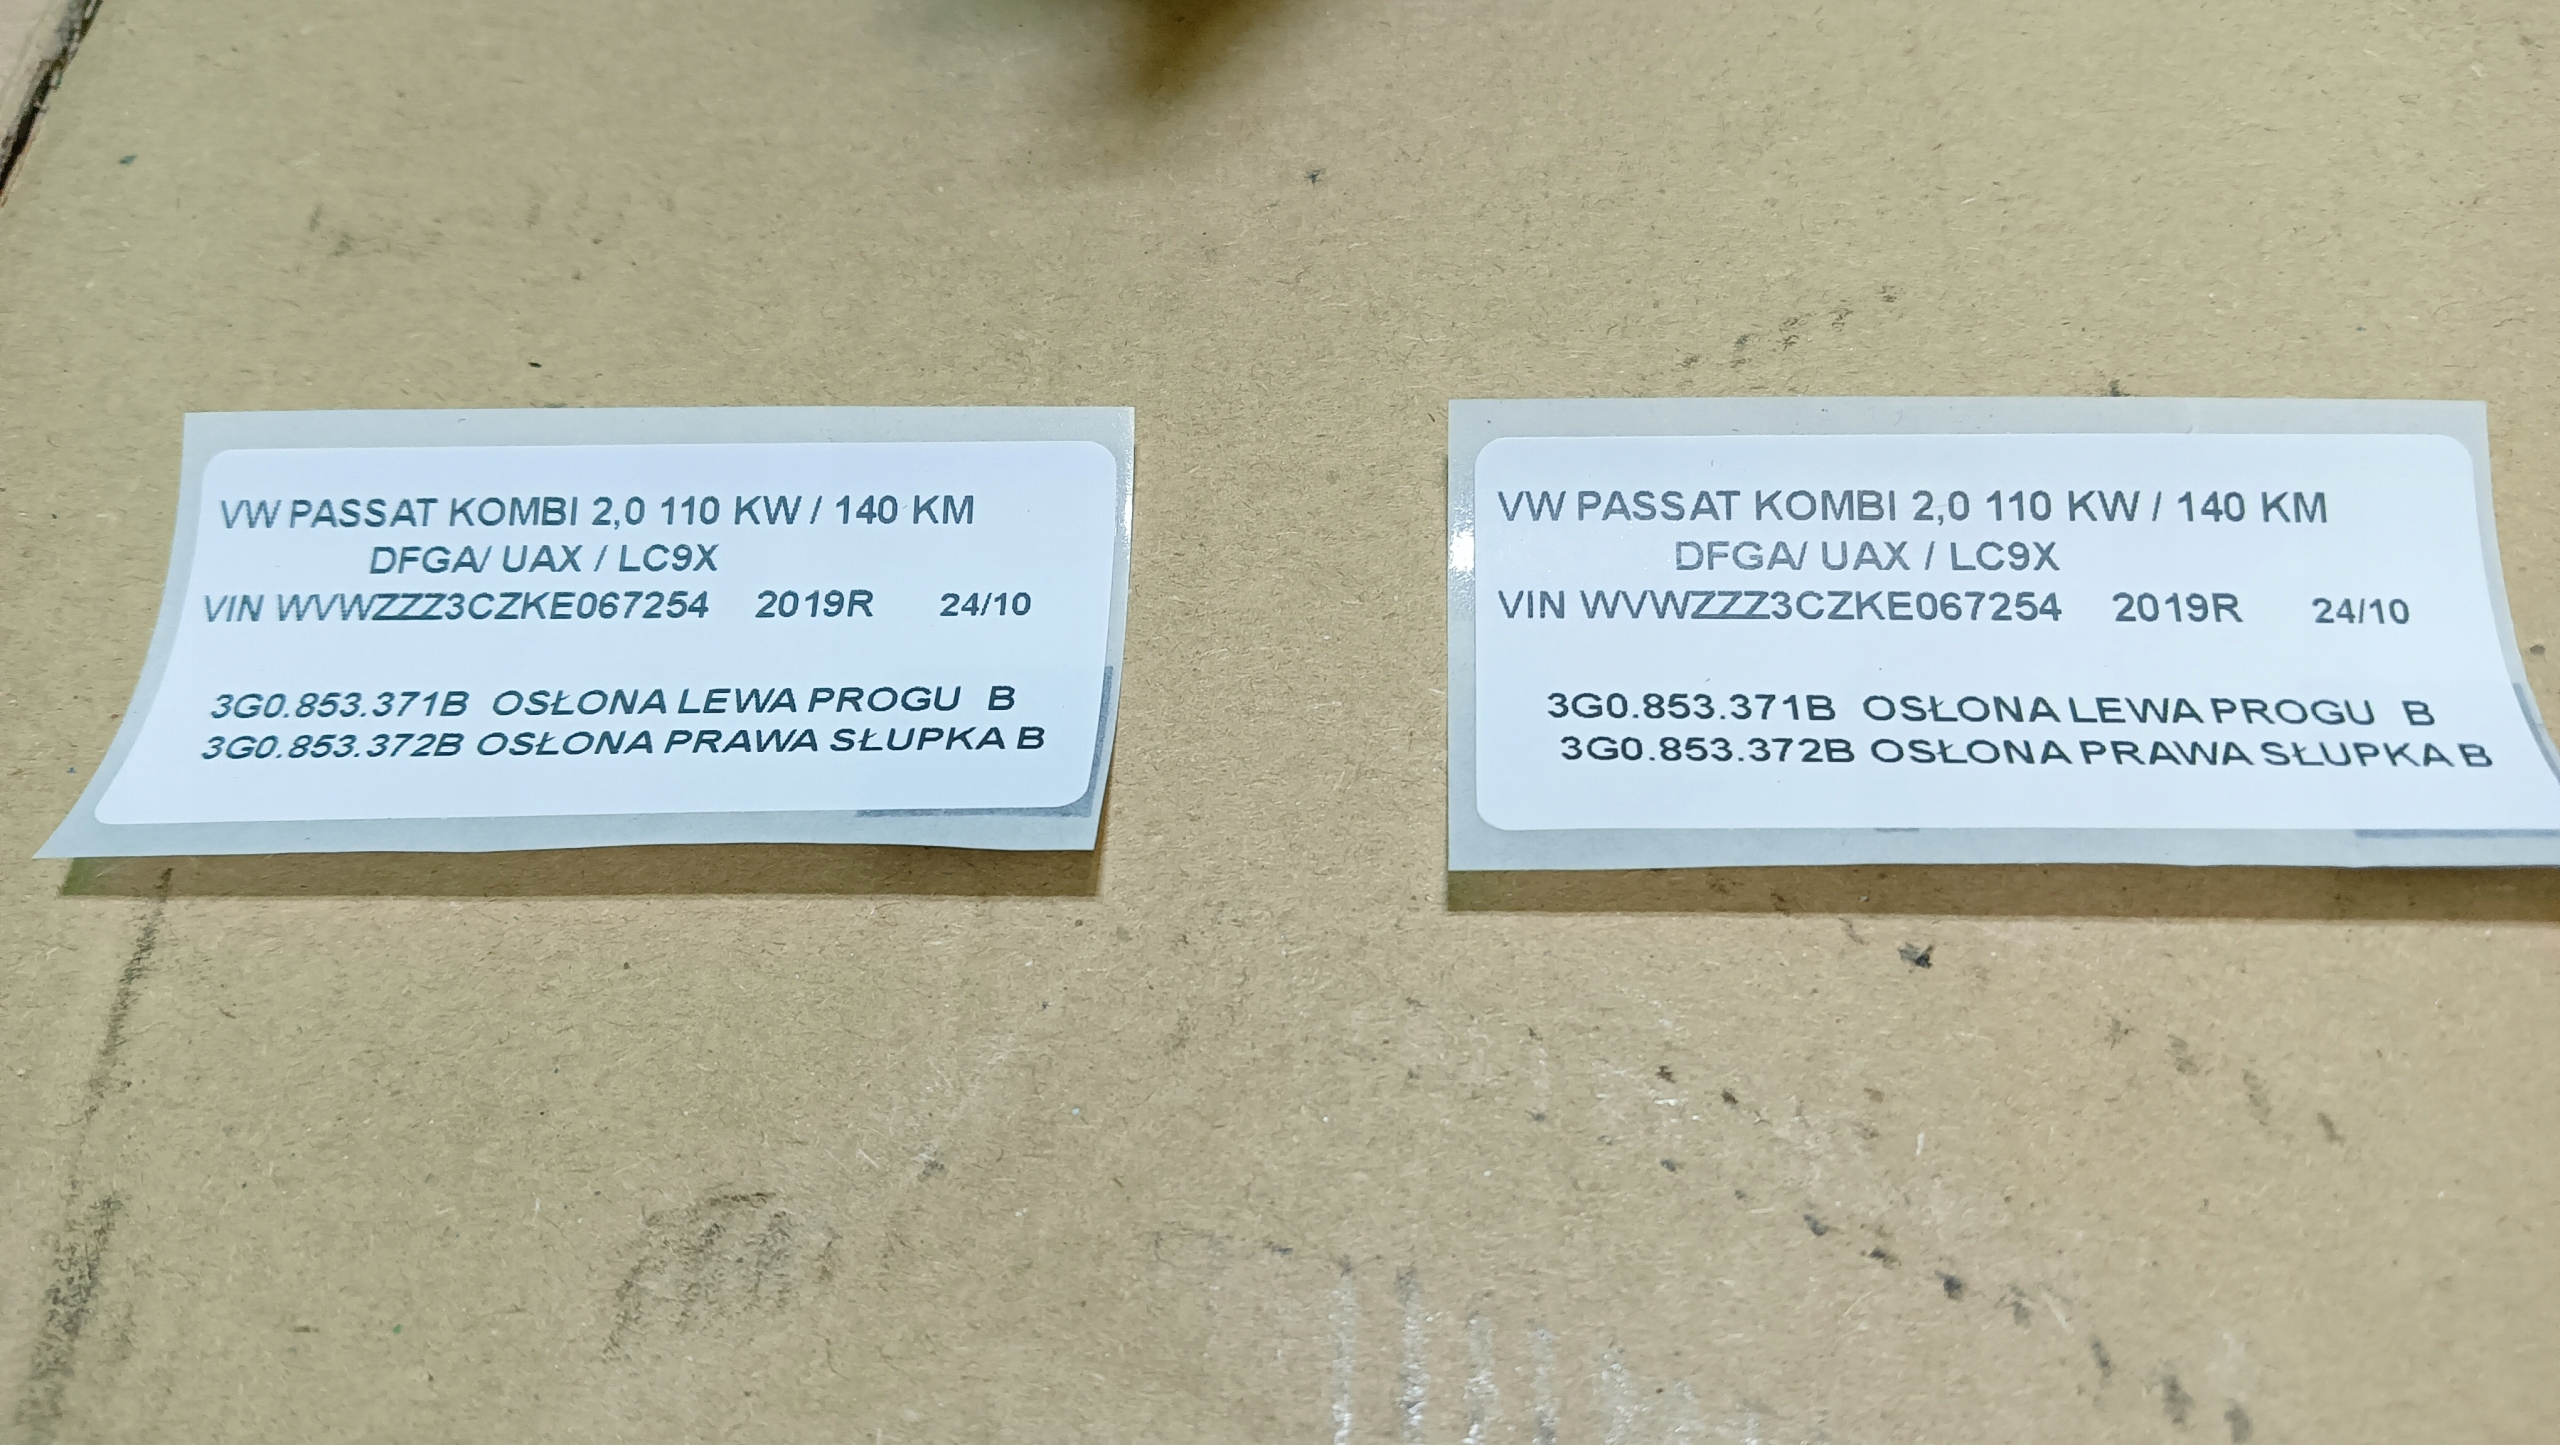 VW PASSAT KOMBI 2,0 110 KW / 140 KM
DFGA/ UAX / LC9X
VIN WVWZZZ3CZKE067254 2019R 24/10
3G0.853.371B OSŁONA LEWA PROGU B
3G0.853.372B OSŁONA PRAWA SŁUPKA B
VW PASSAT KOMBI 2,0 110 KW / 140 KM
DFGA/ UAX / LC9X
VIN WVWZZZ3CZKE067254 2019R 24/10
3G0.853.371B OSŁONA LEWA PROGU B
3G0.853.372B OSŁONA PRAWA SŁUPKA B